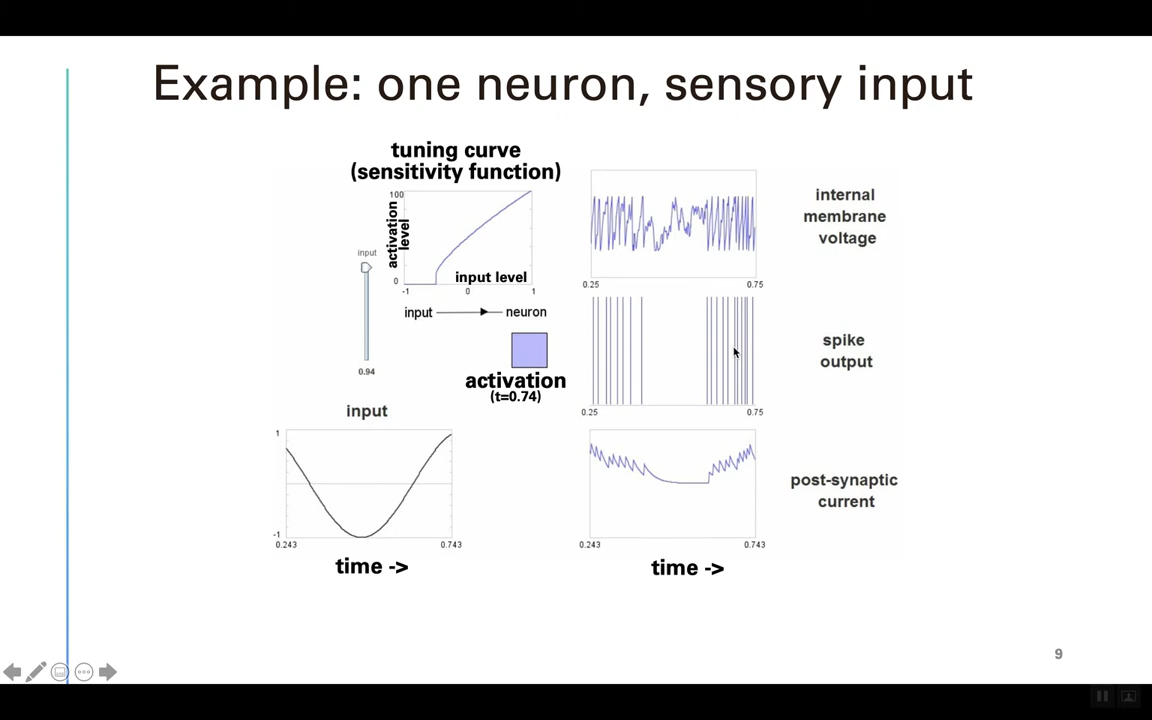 Example: one neuron, sensory input
tuning curve
(sensitivity function)
100
activation
level
0
input level
-1
0
1
input
0.94
input
neuron
activation
(t=0.74)
internal
membrane
voltage
0.25
0.75
spike
output
0.25
0.75
input
1
-1
0.243
0.743
time ->
post-synaptic
current
0.243
0.743
time ->
9